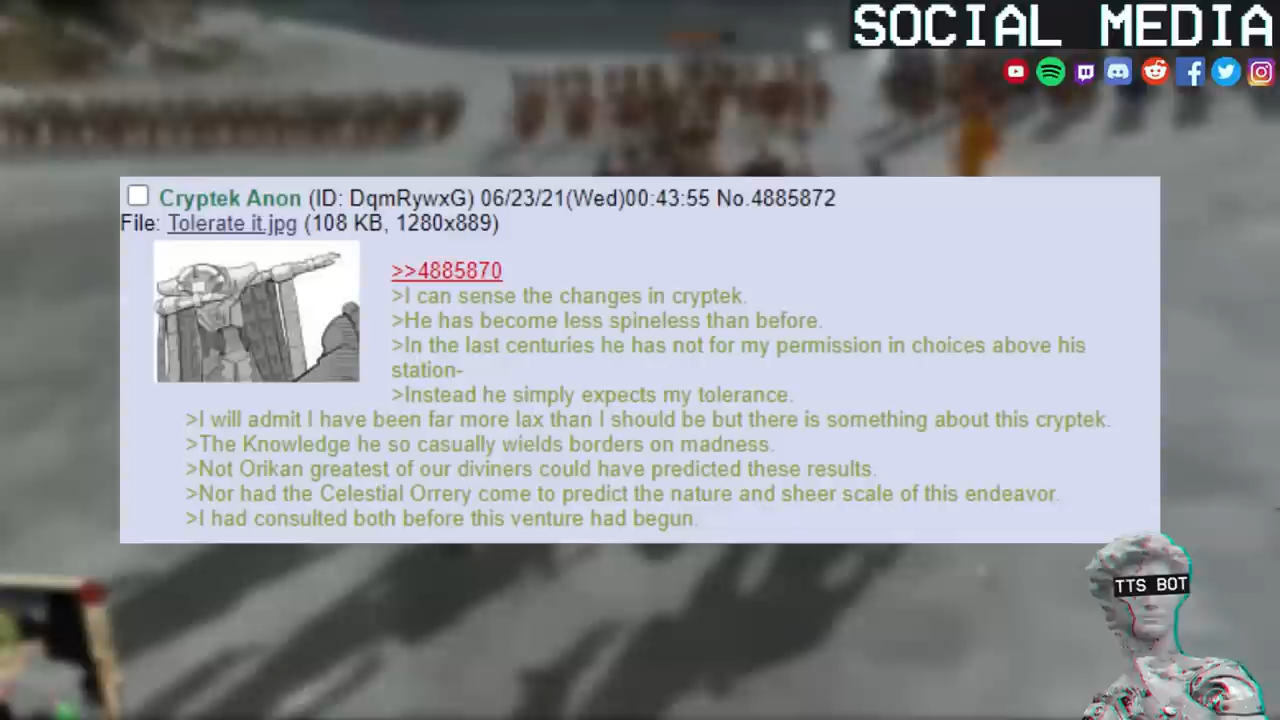 SOCIAL MEDIA
Cryptek Anon (ID: DqmRywxG) 06/23/21(Wed)00:43:55 No.4885872
File: Tolerate it.jpg (108 KB, 1280x889)
>>4885870
>I can sense the changes in cryptek.
>He has become less spineless than before.
>In the last centuries he has not for my permission in choices above his
station-
>Instead he simply expects my tolerance.
>I will admit I have been far more lax than I should be but there is something about this cryptek.
>The Knowledge he so casually wields borders on madness.
>Not Orikan greatest of our diviners could have predicted these results.
>Nor had the Celestial Orrery come to predict the nature and sheer scale of this endeavor.
>I had consulted both before this venture had begun.
TTS BOT